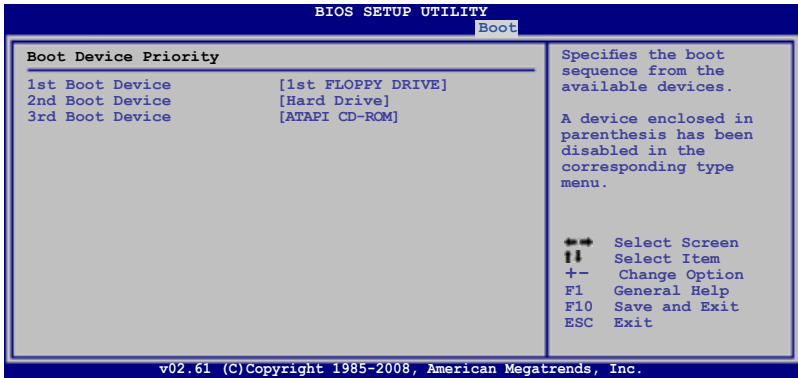 BIOS SETUP UTILITY
Boot
Boot Device Priority
1st Boot Device [1st FLOPPY DRIVE]
2nd Boot Device [Hard Drive]
3rd Boot Device [ATAPI CD-ROM]
Specifies the boot
sequence from the
available devices.
A device enclosed in
parenthesis has been
disabled in the
corresponding type
menu.
←→ Select Screen
↑↓ Select Item
+- Change Option
F1 General Help
F10 Save and Exit
ESC Exit
v02.61 (C)Copyright 1985-2008, American Megatrends, Inc.